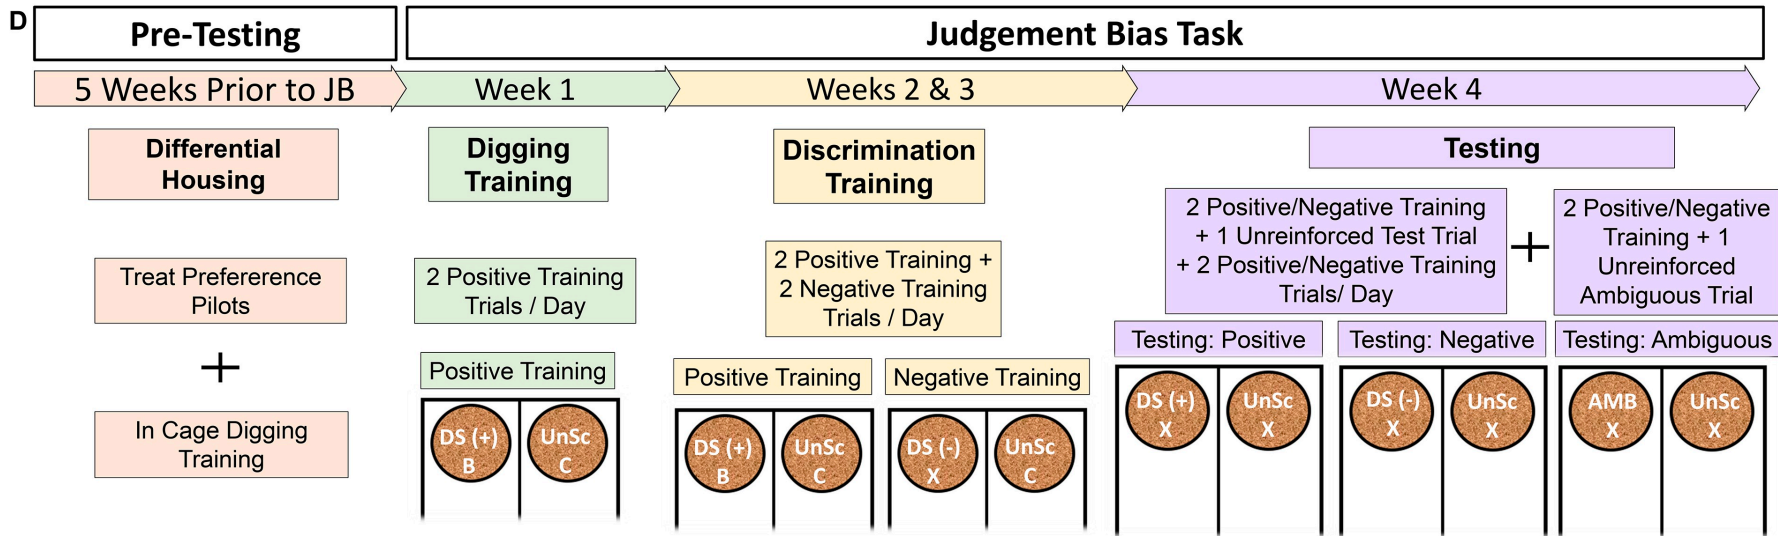 D
Pre-Testing
Judgement Bias Task
5 Weeks Prior to JB
Week 1
Weeks 2 & 3
Week 4
Differential
Housing
Treat Prefererence
Pilots
+
In Cage Digging
Training
Digging
Training
2 Positive Training
Trials / Day
Positive Training
DS (+)
B
UnSc
C
Discrimination
Training
2 Positive Training +
2 Negative Training
Trials / Day
Positive Training
DS (+)
B
UnSc
C
Negative Training
DS (-)
X
UnSc
C
Testing
2 Positive/Negative Training
+ 1 Unreinforced Test Trial
+ 2 Positive/Negative Training
Trials/ Day
+
2 Positive/Negative
Training + 1
Unreinforced
Ambiguous Trial
Testing: Positive
DS (+)
X
UnSc
X
Testing: Negative
DS (-)
X
UnSc
X
Testing: Ambiguous
AMB
X
UnSc
X